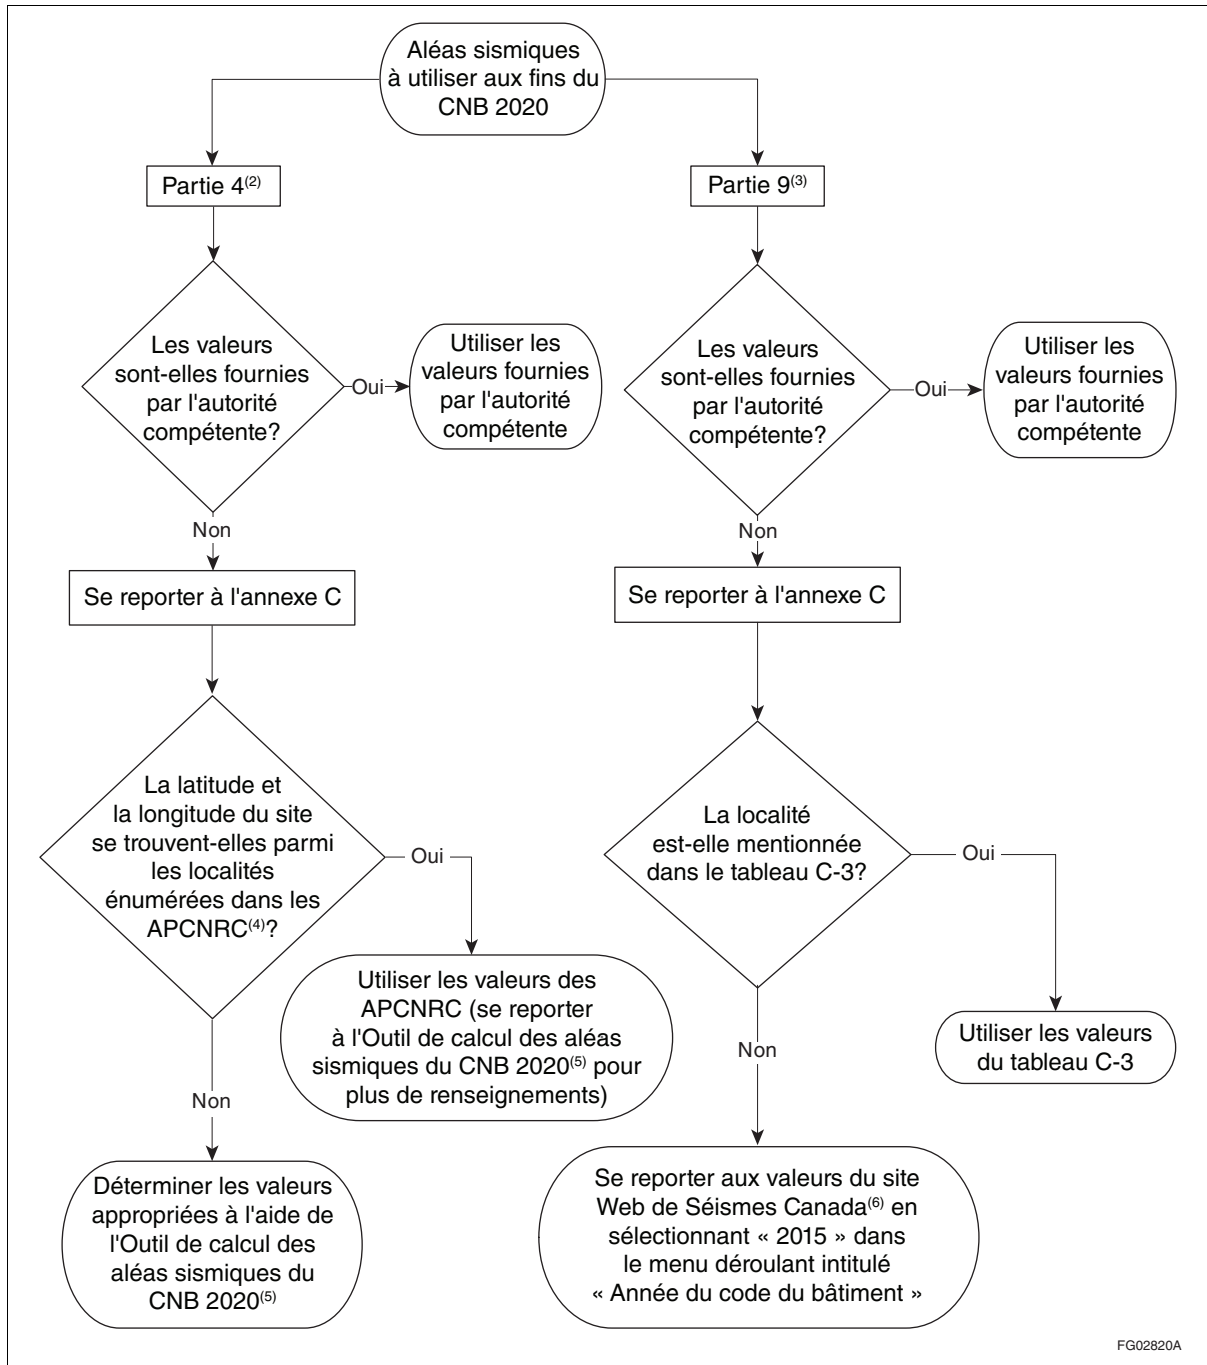 Aléas sismiques
à utiliser aux fins du
CNB 2020
Partie 4(2)
Partie 9(3)
Les valeurs
sont-elles fournies
par l'autorité
compétente?
Oui
Utiliser les
valeurs fournies
par l'autorité
compétente
Les valeurs
sont-elles fournies
par l'autorité
compétente?
Oui
Utiliser les
valeurs fournies
par l'autorité
compétente
Non
Non
Se reporter à l'annexe C
Se reporter à l'annexe C
La latitude et
la longitude du site
se trouvent-elles parmi
les localités
énumérées dans les
APCNRC(4)?
Oui
La localité
est-elle mentionnée
dans le tableau C-3?
Oui
Utiliser les valeurs des
APCNRC (se reporter
à l'Outil de calcul des aléas
sismiques du CNB 2020(5) pour
plus de renseignements)
Utiliser les valeurs
du tableau C-3
Non
Non
Déterminer les valeurs
appropriées à l'aide de
l'Outil de calcul des
aléas sismiques du
CNB 2020(5)
Se reporter aux valeurs du site
Web de Séismes Canada(6) en
sélectionnant « 2015 » dans
le menu déroulant intitulé
« Année du code du bâtiment »
FG02820A